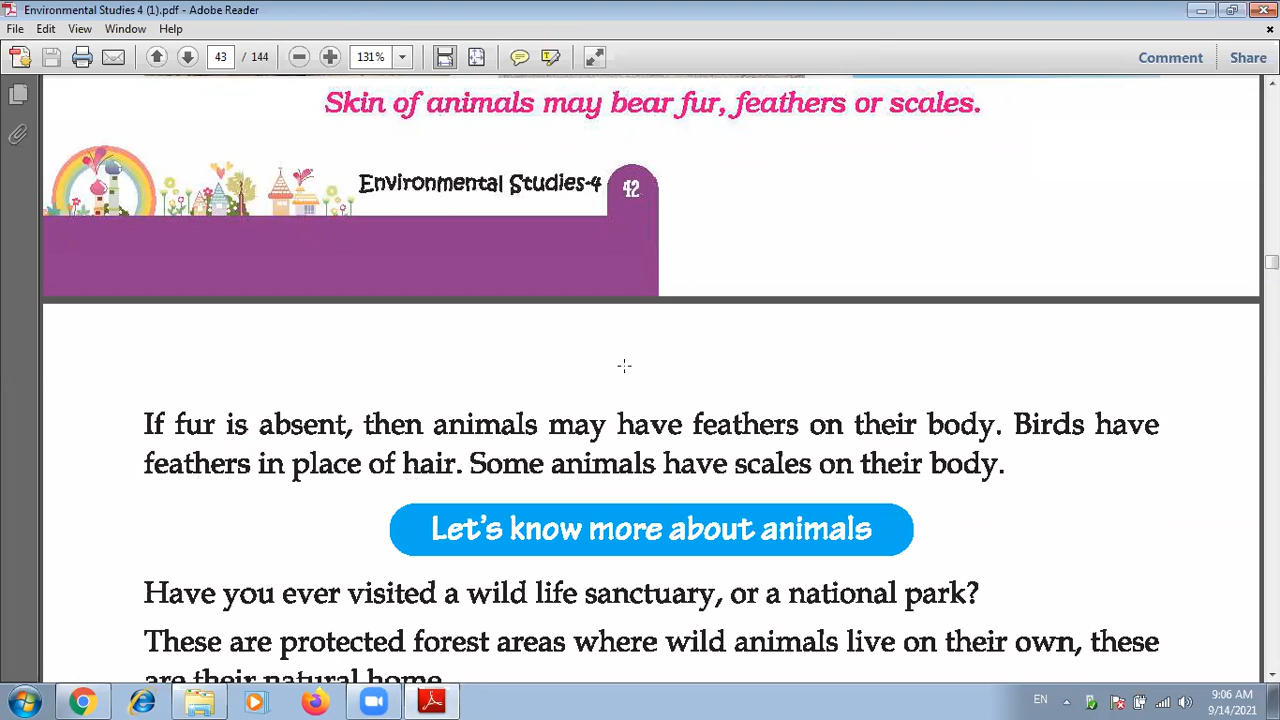 Environmental Studies 4 (1).pdf - Adobe Reader
File Edit View Window Help
43 / 144 131% Comment Share
Skin of animals may bear fur, feathers or scales.
Environmental Studies-4 42
If fur is absent, then animals may have feathers on their body. Birds have
feathers in place of hair. Some animals have scales on their body.
Let's know more about animals
Have you ever visited a wild life sanctuary, or a national park?
These are protected forest areas where wild animals live on their own, these
are their natural home.
EN 9:06 AM
9/14/2021